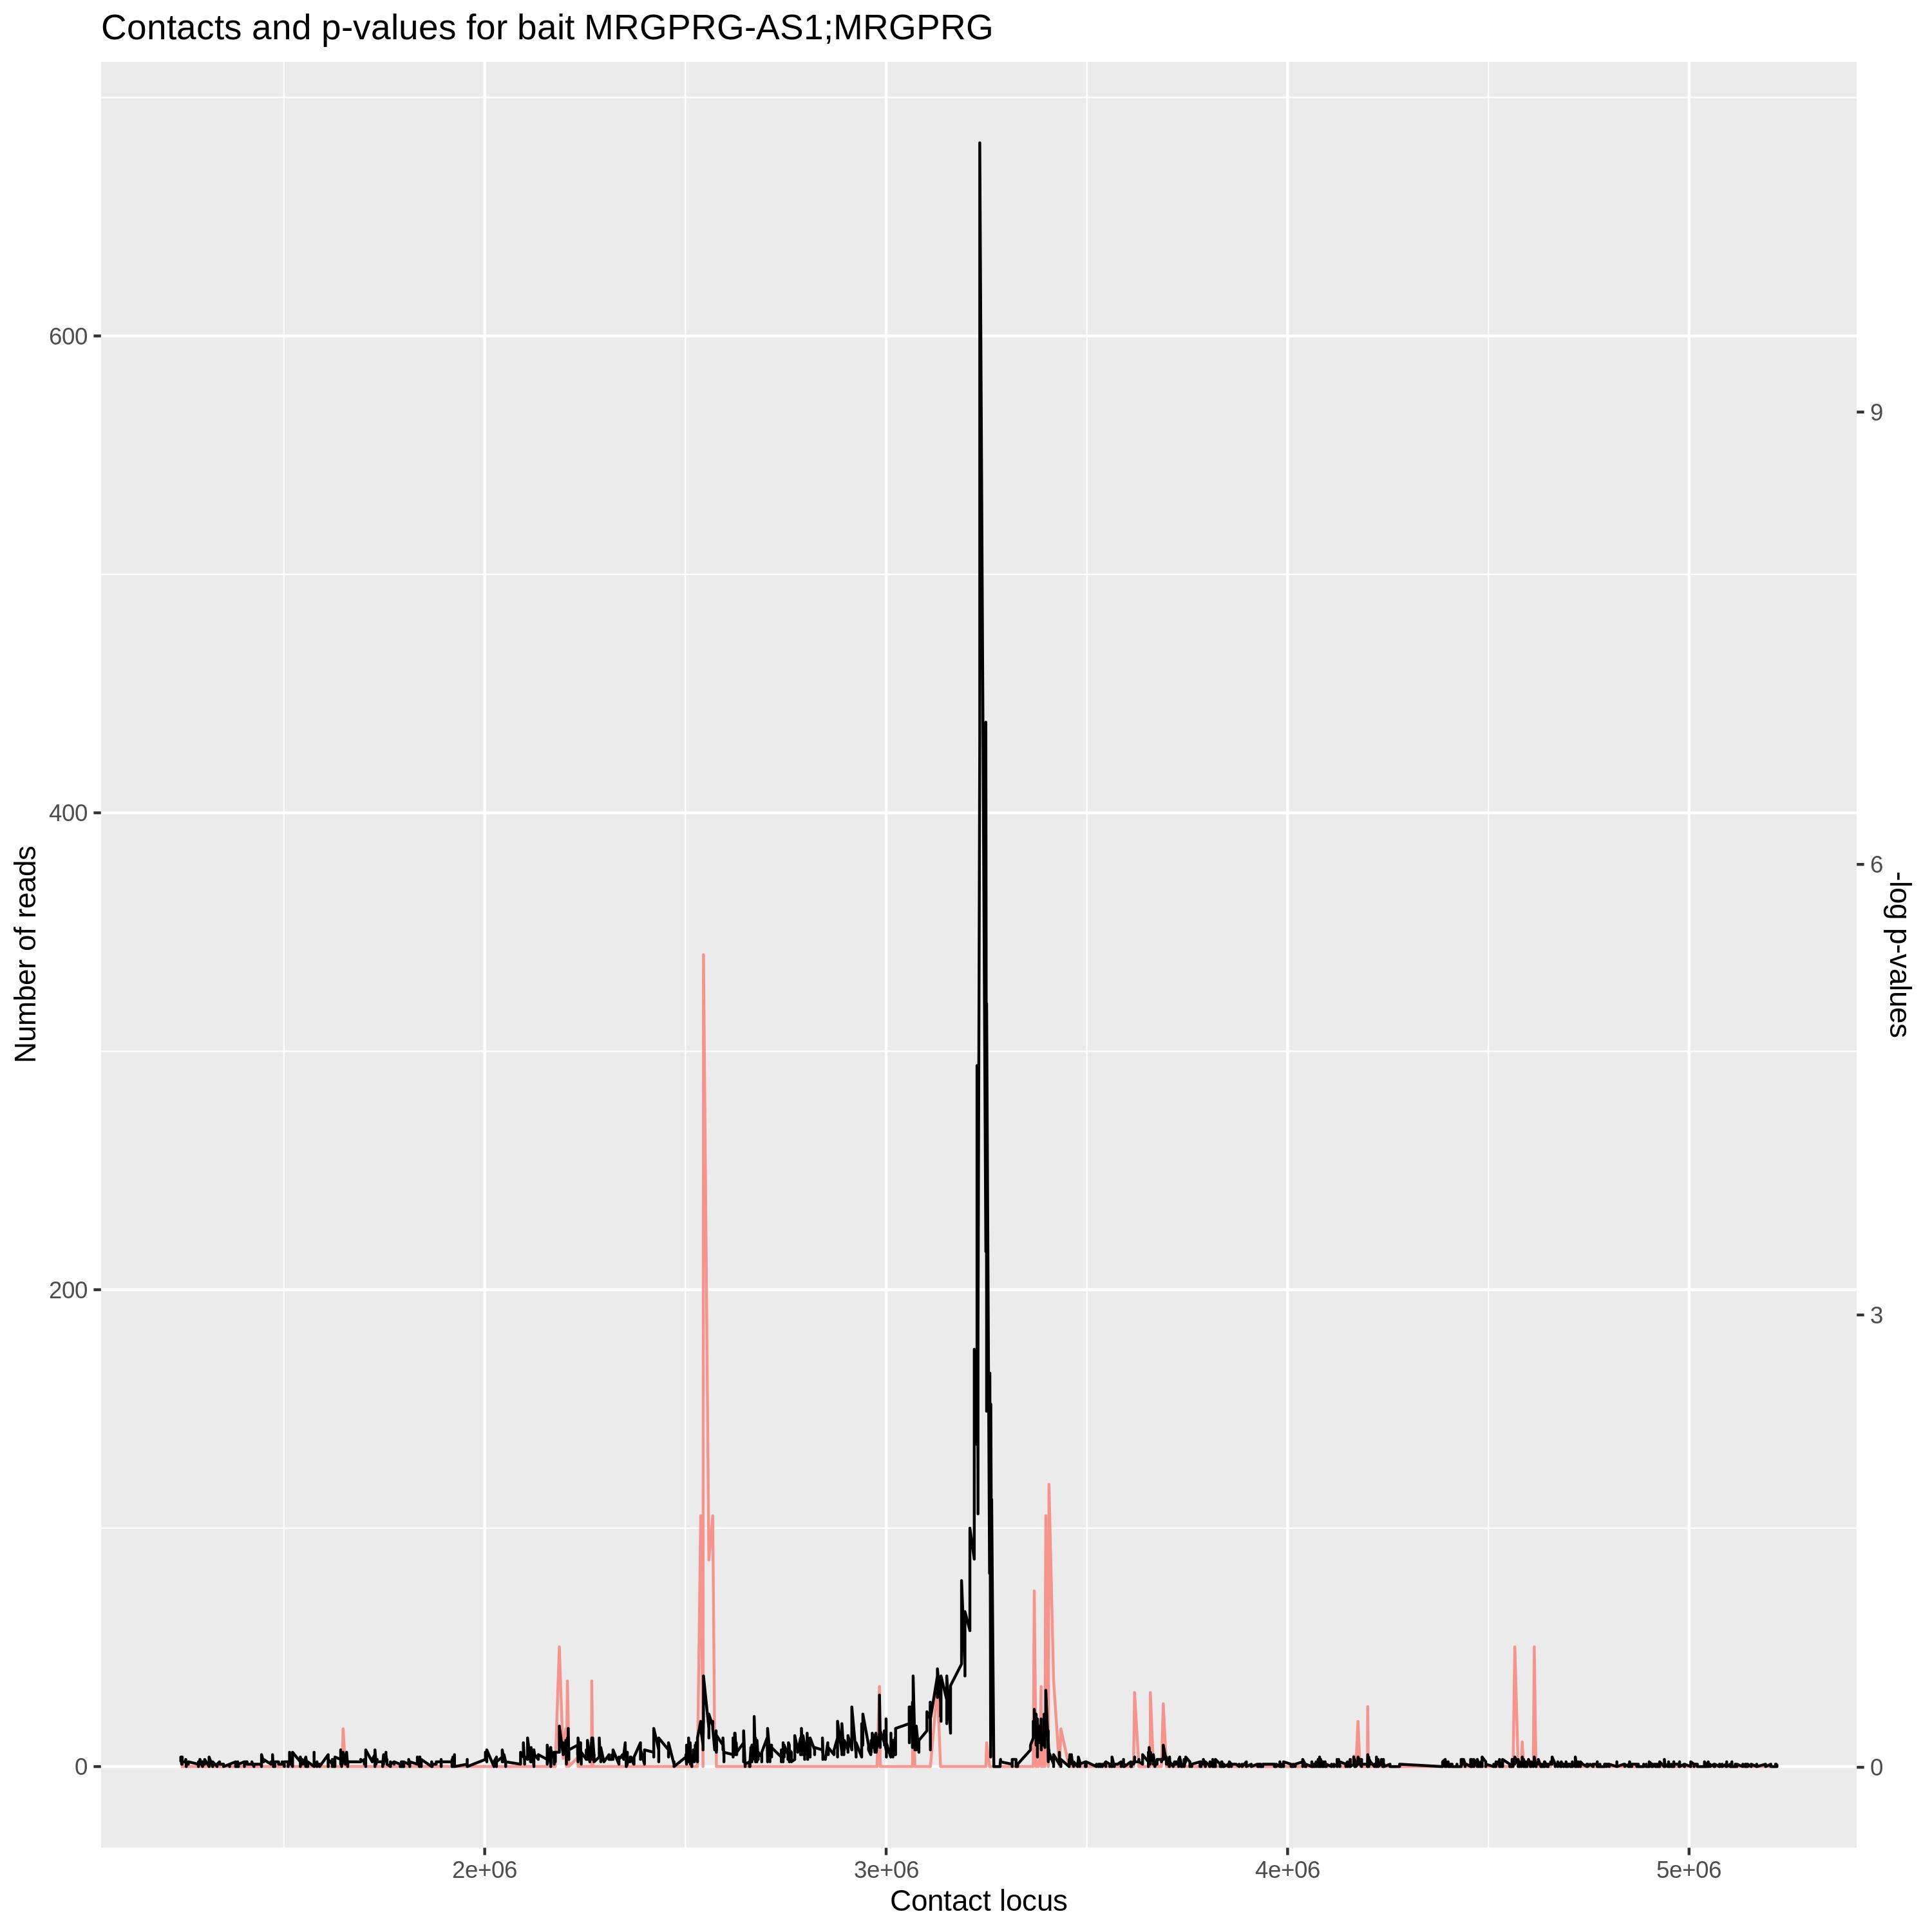 Contacts and p-values for bait MRGPRG-AS1;MRGPRG
Number of reads
600
400
200
0
9
6
3
0
-log p-values
2e+06
3e+06
4e+06
5e+06
Contact locus